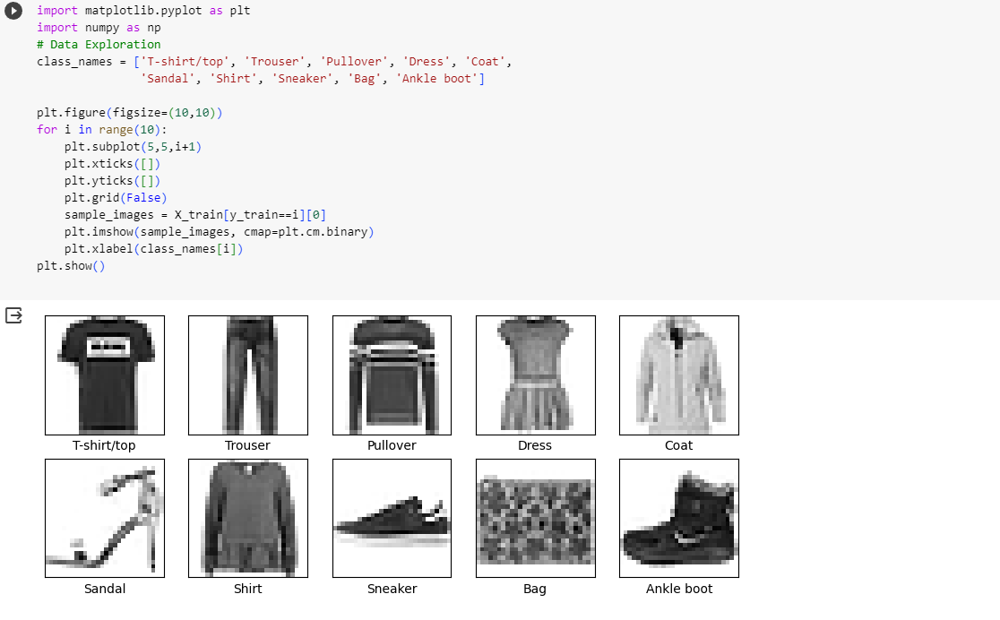 import matplotlib.pyplot as plt
import numpy as np
# Data Exploration
class_names = ['T-shirt/top', 'Trouser', 'Pullover', 'Dress', 'Coat',
               'Sandal', 'Shirt', 'Sneaker', 'Bag', 'Ankle boot']

plt.figure(figsize=(10,10))
for i in range(10):
    plt.subplot(5,5,i+1)
    plt.xticks([])
    plt.yticks([])
    plt.grid(False)
    sample_images = X_train[y_train==i][0]
    plt.imshow(sample_images, cmap=plt.cm.binary)
    plt.xlabel(class_names[i])
plt.show()
T-shirt/top Trouser Pullover Dress Coat
Sandal Shirt Sneaker Bag Ankle boot